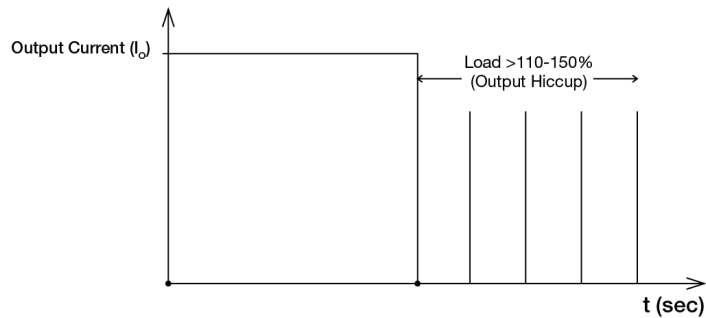 Output Current (Io)
Load >110-150%
(Output Hiccup)
t (sec)